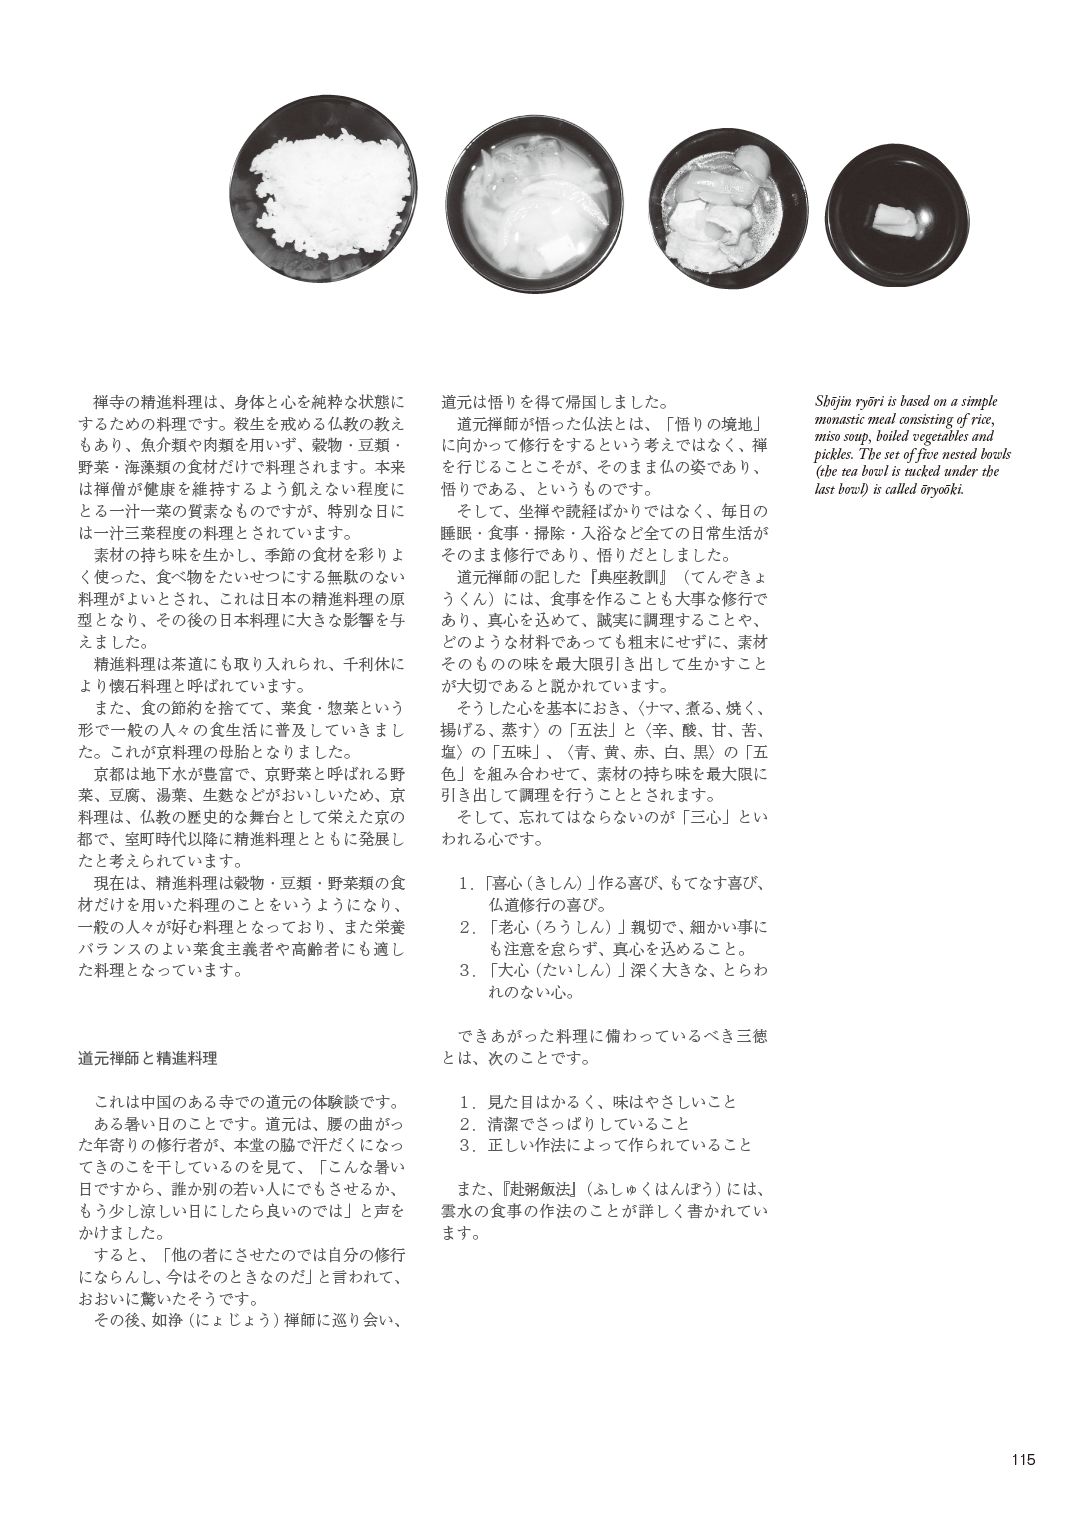 禅寺の精進料理は、身体と心を純粋な状態に
するための料理です。殺生を戒める仏教の教え
もあり、魚介類や肉類を用いず、穀物・豆類・
野菜・海藻類の食材だけで料理されます。本来
は禅僧が健康を維持するよう飢えない程度に
とる一汁一菜の質素なものですが、特別な日に
は一汁三菜程度の料理とされています。
素材の持ち味を生かし、季節の食材を彩りよ
く使った、食べ物をたいせつにする無駄のない
料理がよいとされ、これは日本の精進料理の原
型となり、その後の日本料理に大きな影響を与
えました。
精進料理は茶道にも取り入れられ、千利休に
より懐石料理と呼ばれています。
また、食の節約を捨てて、菜食・惣菜という
形で一般の人々の食生活に普及していきまし
た。これが京料理の母胎となりました。
京都は地下水が豊富で、京野菜と呼ばれる野
菜、豆腐、湯葉、生麩などがおいしいため、京
料理は、仏教の歴史的な舞台として栄えた京の
都で、室町時代以降に精進料理とともに発展し
たと考えられています。
現在は、精進料理は穀物・豆類・野菜類の食
材だけを用いた料理のことをいうようになり、
一般の人々が好む料理となっており、また栄養
バランスのよい菜食主義者や高齢者にも適し
た料理となっています。
道元禅師と精進料理
これは中国のある寺での道元の体験談です。
ある暑い日のことです。道元は、腰の曲がっ
た年寄りの修行者が、本堂の脇で汗だくになっ
てきのこを干しているのを見て、「こんな暑い
日ですから、誰か別の若い人にでもさせるか、
もう少し涼しい日にしたら良いのでは」と声を
かけました。
すると、「他の者にさせたのでは自分の修行
にならんし、今はそのときなのだ」と言われて、
おおいに驚いたそうです。
その後、如浄（にょじょう）禅師に巡り会い、
道元は悟りを得て帰国しました。
道元禅師が悟った仏法とは、「悟りの境地」
に向かって修行をするという考えではなく、禅
を行じることこそが、そのまま仏の姿であり、
悟りである、というものです。
そして、坐禅や読経ばかりではなく、毎日の
睡眠・食事・掃除・入浴など全ての日常生活が
そのまま修行であり、悟りだとしました。
道元禅師の記した『典座教訓』（てんぞきょ
うくん）には、食事を作ることも大事な修行で
あり、真心を込めて、誠実に調理することや、
どのような材料であっても粗末にせずに、素材
そのものの味を最大限引き出して生かすこと
が大切であると説かれています。
そうした心を基本におき、〈ナマ、煮る、焼く、
揚げる、蒸す〉の「五法」と〈辛、酸、甘、苦、
塩〉の「五味」、〈青、黄、赤、白、黒〉の「五
色」を組み合わせて、素材の持ち味を最大限に
引き出して調理を行うこととされます。
そして、忘れてはならないのが「三心」とい
われる心です。
1．「喜心（きしん）」作る喜び、もてなす喜び、
仏道修行の喜び。
2．「老心（ろうしん）」親切で、細かい事に
も注意を怠らず、真心を込めること。
3．「大心（たいしん）」深く大きな、とらわ
れのない心。
できあがった料理に備わっているべき三徳
とは、次のことです。
1．見た目はかるく、味はやさしいこと
2．清潔でさっぱりしていること
3．正しい作法によって作られていること
また、『赴粥飯法』（ふしゅくはんぽう）には、
雲水の食事の作法のことが詳しく書かれてい
ます。
Shōjin ryōri is based on a simple
monastic meal consisting of rice,
miso soup, boiled vegetables and
pickles. The set of five nested bowls
(the tea bowl is tucked under the
last bowl) is called ōryoōki.
115